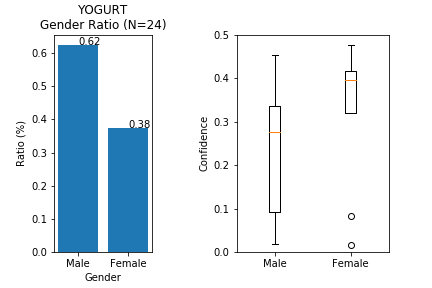 YOGURT
Gender Ratio (N=24)
0.62
0.38
0.6
0.5
0.4
0.3
0.2
0.1
0.0
Ratio (%)
Male Female
Gender
0.5
0.4
0.3
0.2
0.1
0.0
Confidence
Male Female